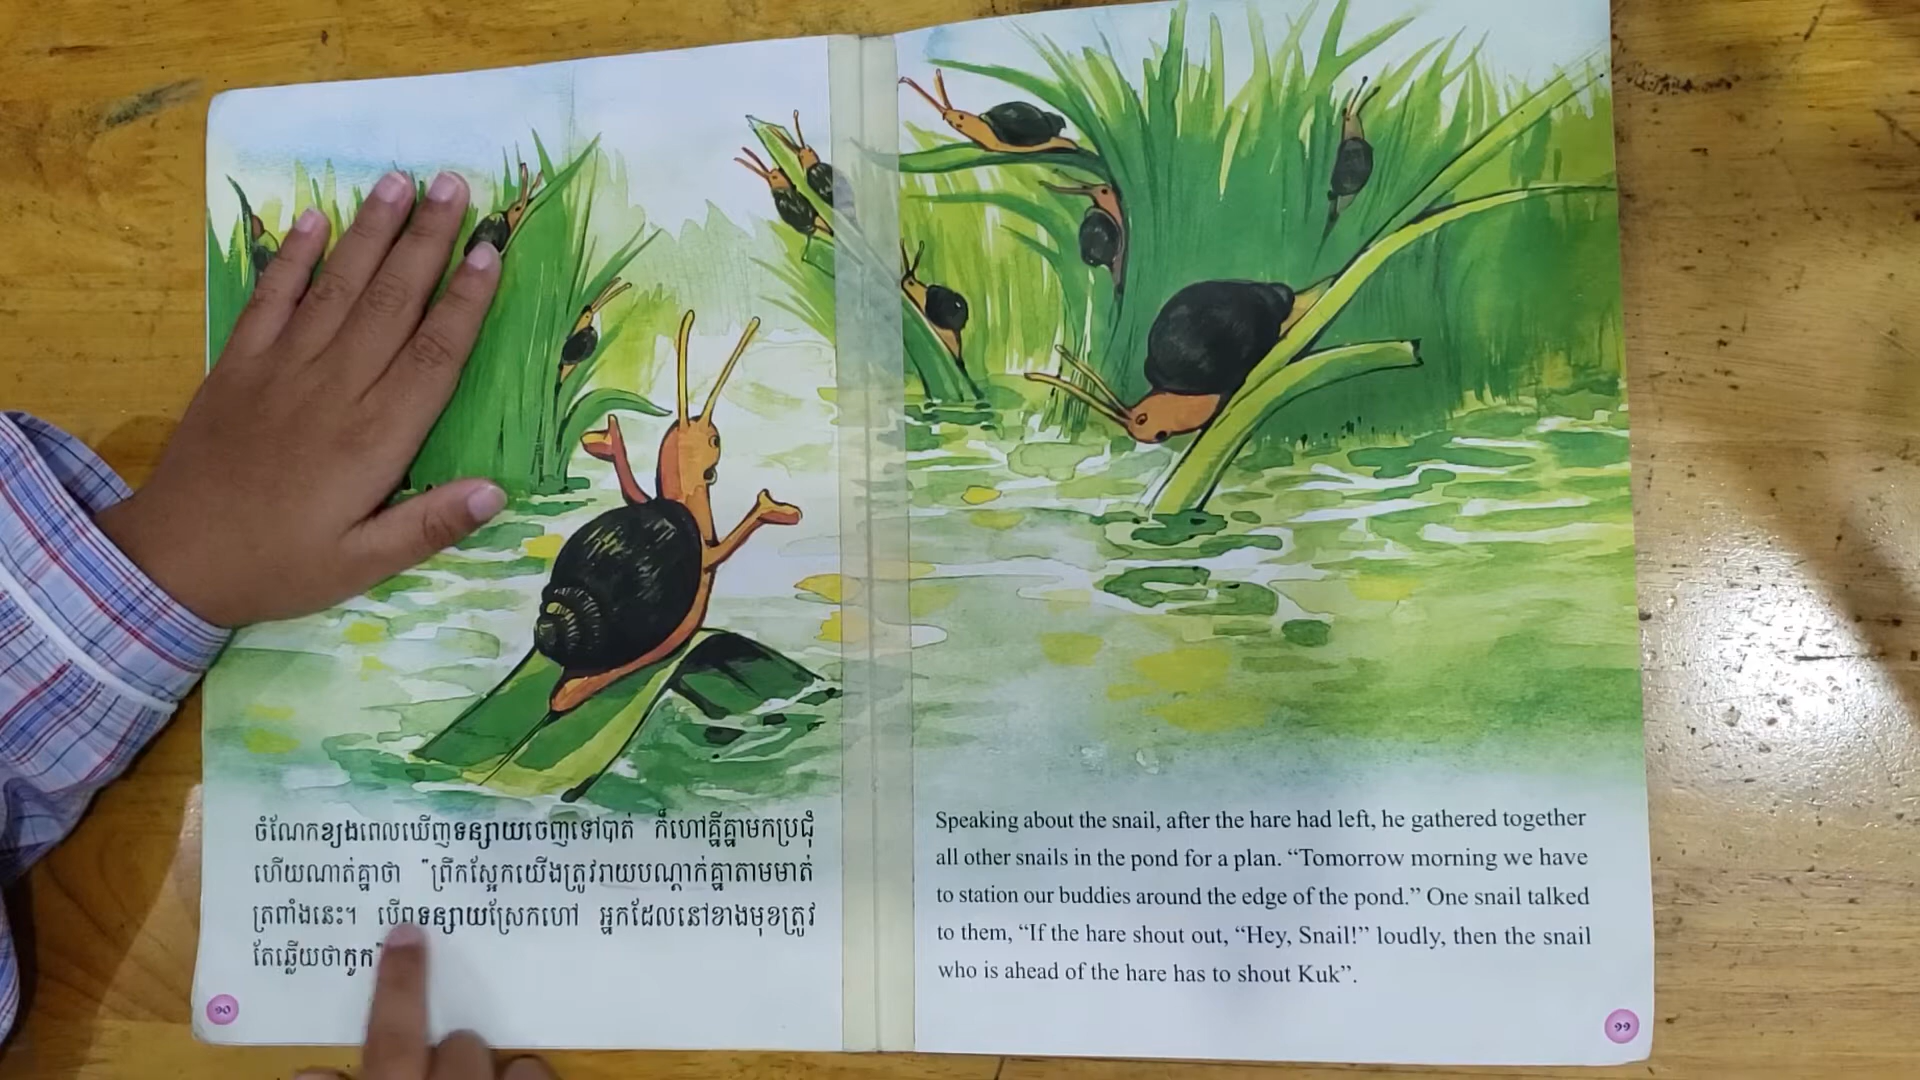 ចំណែកខ្យងពេលឃើញទន្សាយចេញទៅបាត់ ក៏ហៅគ្នីគ្នាមកប្រជុំ
ហើយណាត់គ្នាថា "ព្រឹកស្អែកយើងត្រូវរាយបណ្ដាក់គ្នាតាមមាត់
ត្រពាំងនេះ។ បើឮទន្សាយស្រែកហៅ អ្នកដែលនៅខាងមុខត្រូវ
តែឆ្លើយថាកូក"
១០
Speaking about the snail, after the hare had left, he gathered together
all other snails in the pond for a plan. “Tomorrow morning we have
to station our buddies around the edge of the pond.” One snail talked
to them, “If the hare shout out, “Hey, Snail!” loudly, then the snail
who is ahead of the hare has to shout Kuk”.
១១